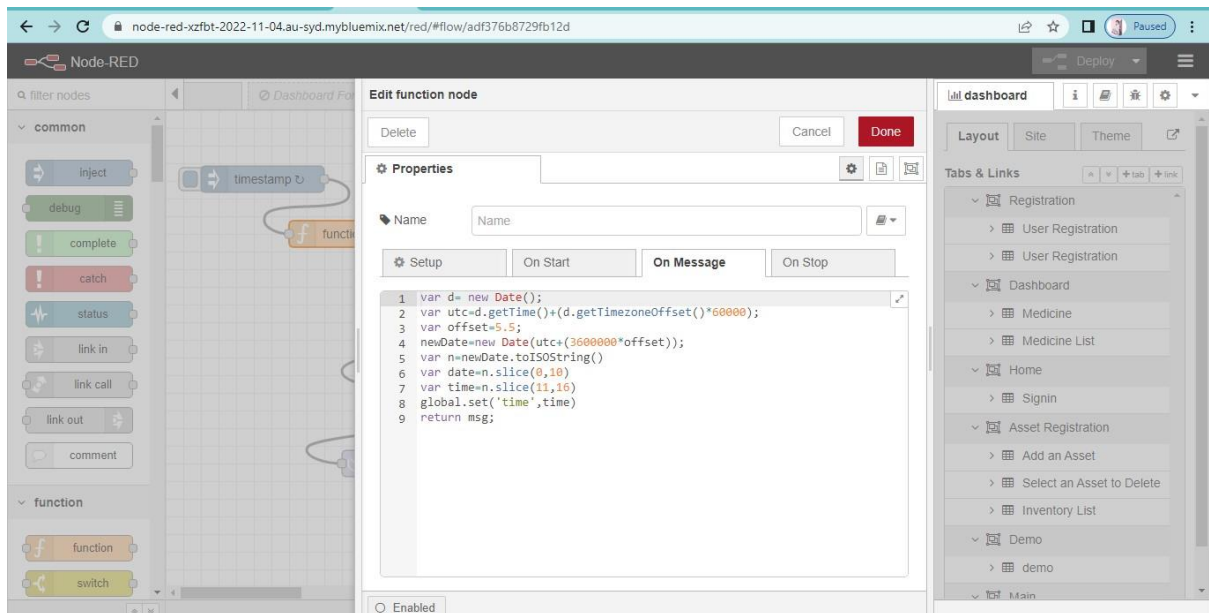 node-red-xzfbt-2022-11-04.au-syd.mybluemix.net/red/#flow/adf376b8729fb12d
Paused
Node-RED
Deploy
filter nodes
Dashboard For
common
inject
debug
complete
catch
status
link in
link call
link out
comment
function
function
switch
timestamp ↻
functi
Edit function node
Delete
Cancel
Done
Properties
Name
Name
Setup
On Start
On Message
On Stop
1 var d= new Date();
2 var utc=d.getTime()+(d.getTimezoneOffset()*60000);
3 var offset=5.5;
4 newDate=new Date(utc+(3600000*offset));
5 var n=newDate.toISOString()
6 var date=n.slice(0,10)
7 var time=n.slice(11,16)
8 global.set('time',time)
9 return msg;
Enabled
dashboard
i
Layout
Site
Theme
Tabs & Links
+ tab
+ link
Registration
User Registration
User Registration
Dashboard
Medicine
Medicine List
Home
Signin
Asset Registration
Add an Asset
Select an Asset to Delete
Inventory List
Demo
demo
Main